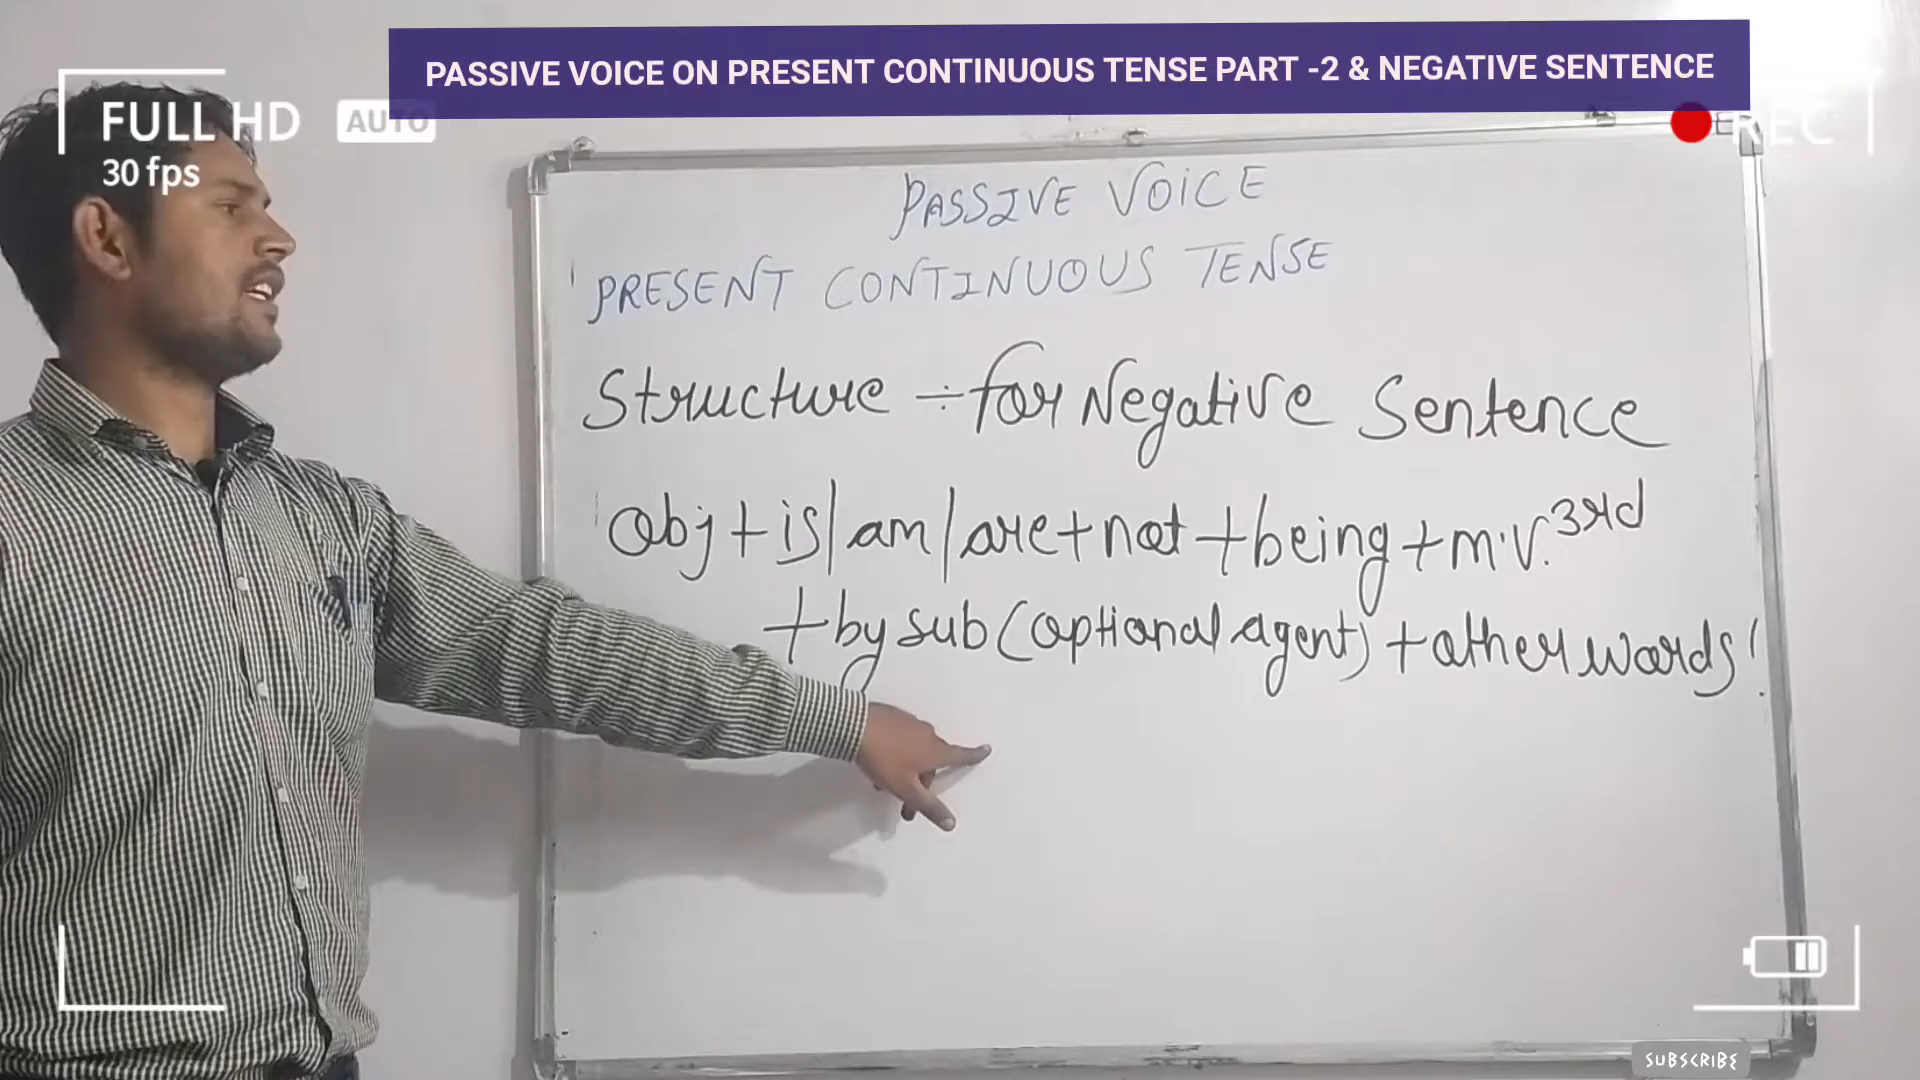 PASSIVE VOICE ON PRESENT CONTINUOUS TENSE PART -2 & NEGATIVE SENTENCE
FULL HD AUTO
30 fps
REC
PASSIVE VOICE
PRESENT CONTINUOUS TENSE
Structure ÷ for Negative Sentence
Obj + is/am/are + not + being + m.v. 3rd
+ by sub (optional agent) + other words!
SUBSCRIBE